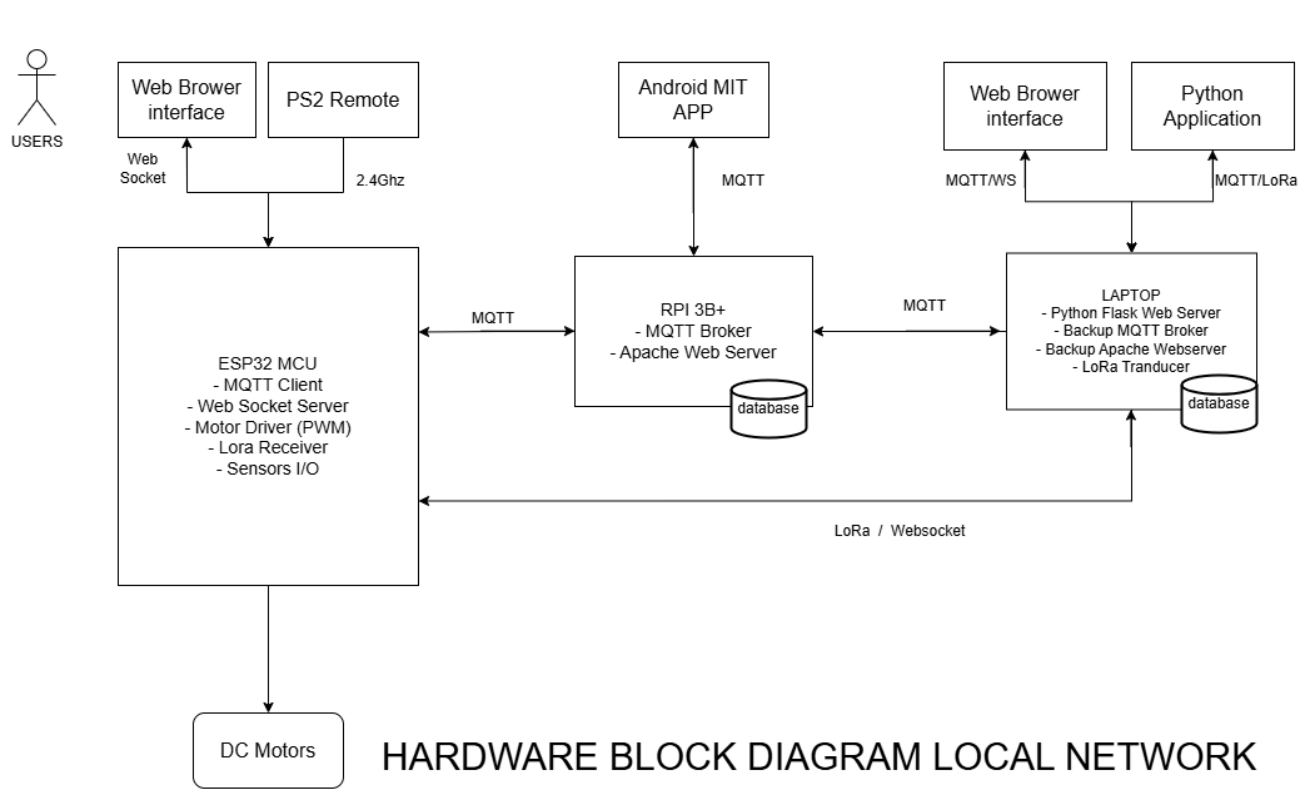 USERS
Web Brower
interface
PS2 Remote
Android MIT
APP
Web Brower
interface
Python
Application
Web
Socket
2.4Ghz
MQTT
MQTT/WS
MQTT/LoRa
ESP32 MCU
- MQTT Client
- Web Socket Server
- Motor Driver (PWM)
- Lora Receiver
- Sensors I/O
MQTT
RPI 3B+
- MQTT Broker
- Apache Web Server
database
MQTT
LAPTOP
- Python Flask Web Server
- Backup MQTT Broker
- Backup Apache Webserver
- LoRa Tranducer
database
LoRa / Websocket
DC Motors
HARDWARE BLOCK DIAGRAM LOCAL NETWORK